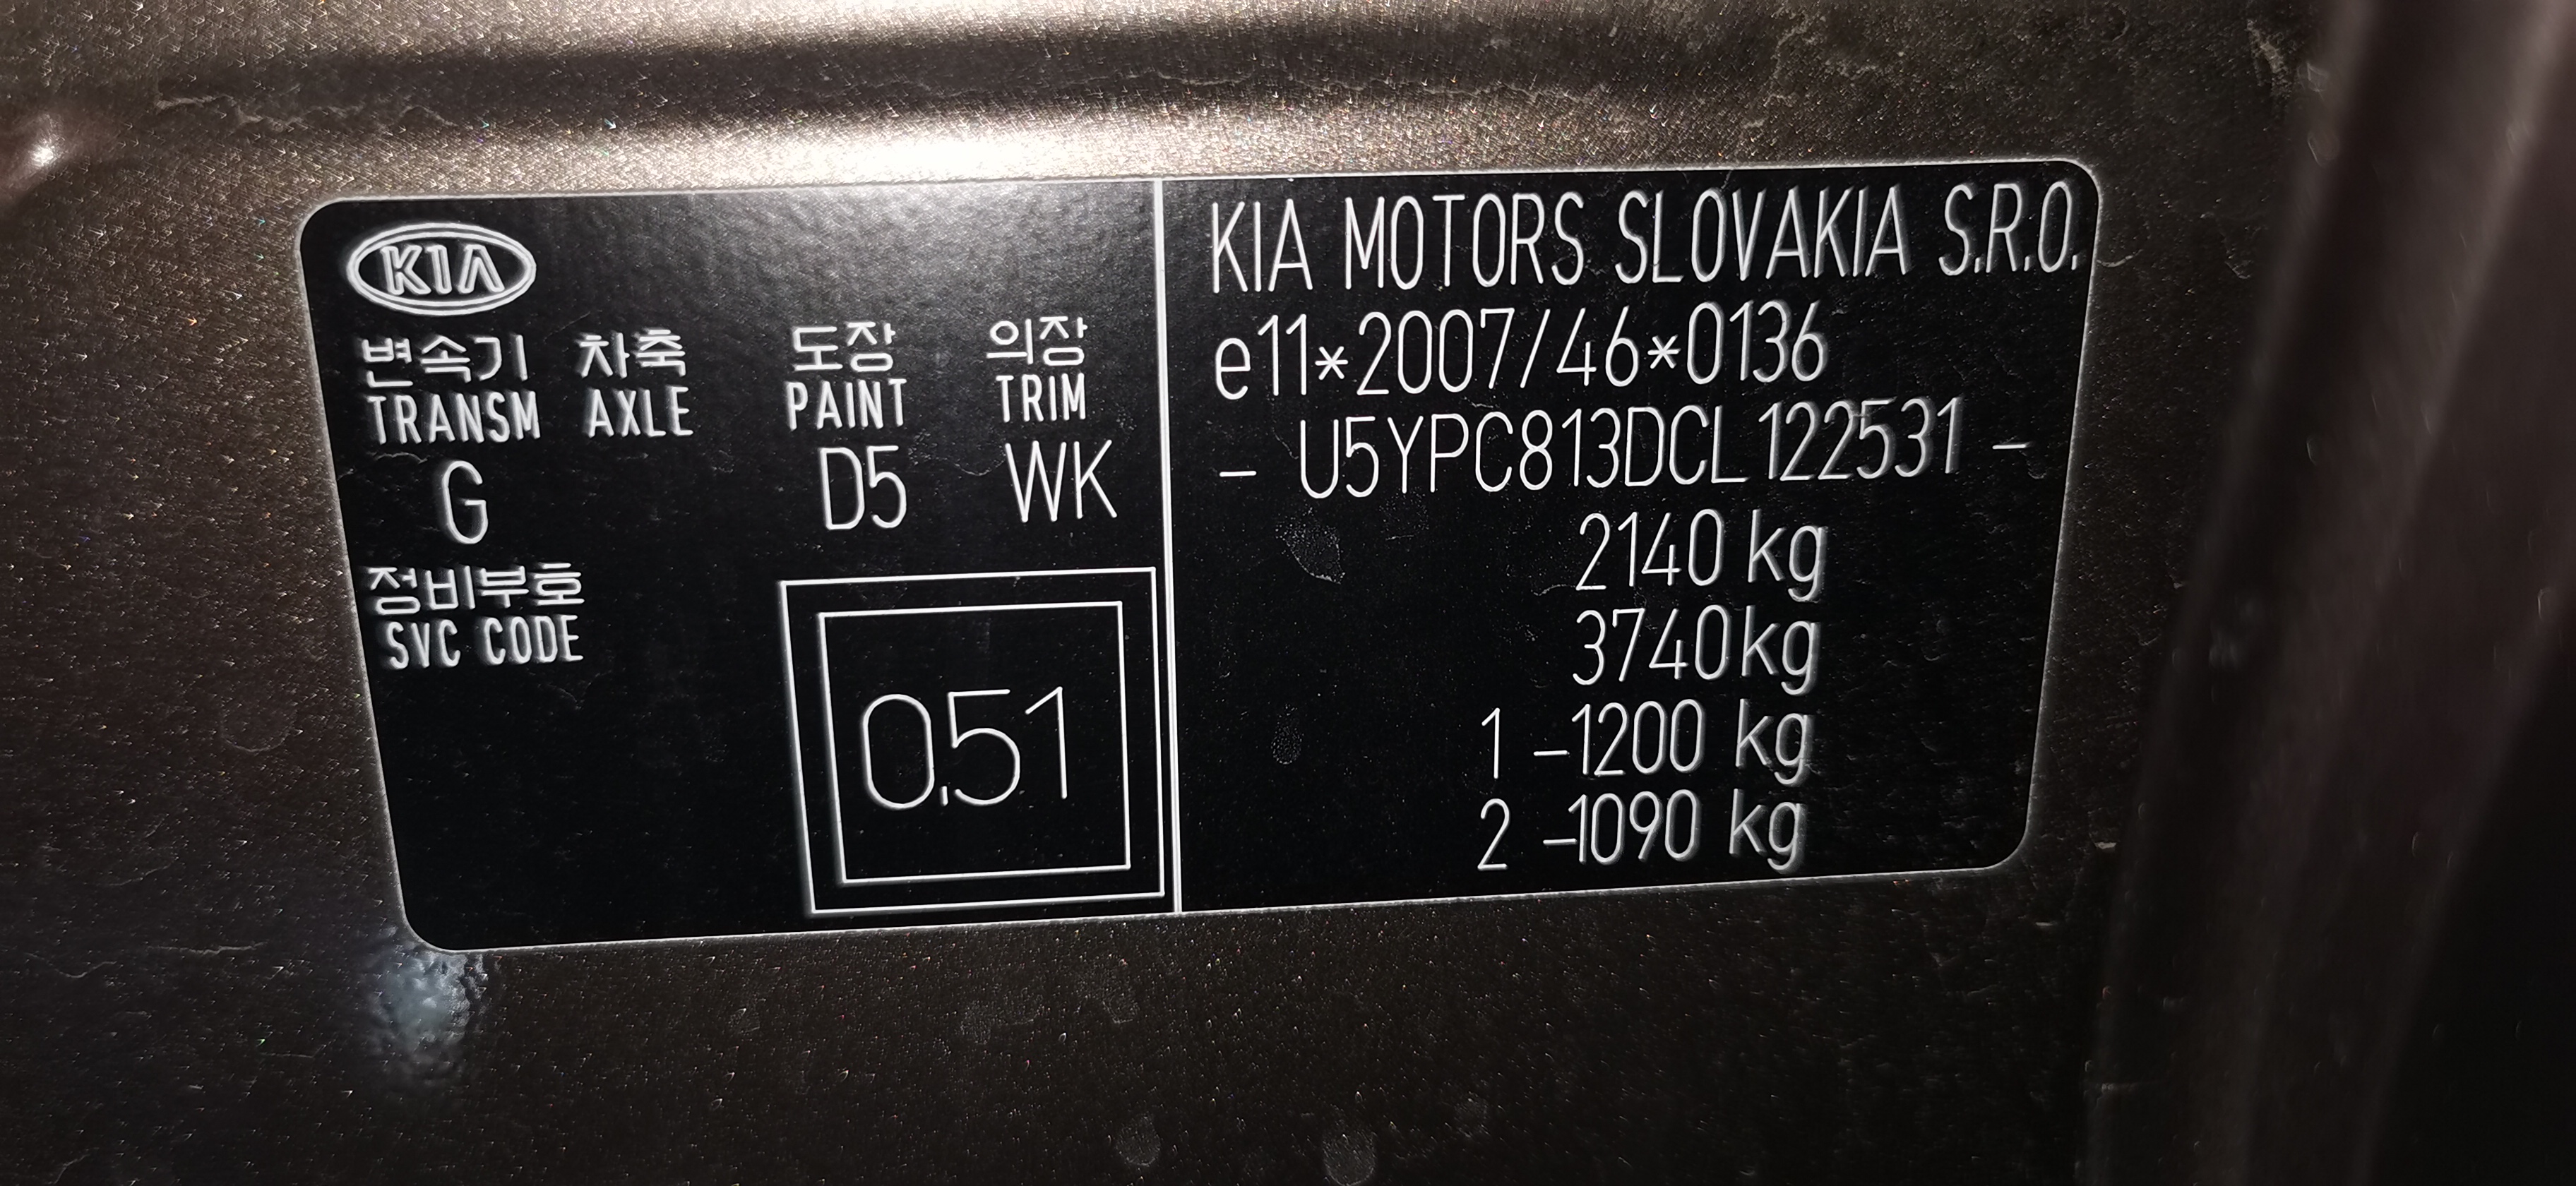 KIA
변속기 차축 도장 의장
TRANSM AXLE PAINT TRIM
G D5 WK
정비부호
SVC CODE
0.51
KIA MOTORS SLOVAKIA S.R.O.
e11*2007/46*0136
- U5YPC813DCL122531 -
2140 kg
3740 kg
1 -1200 kg
2 -1090 kg